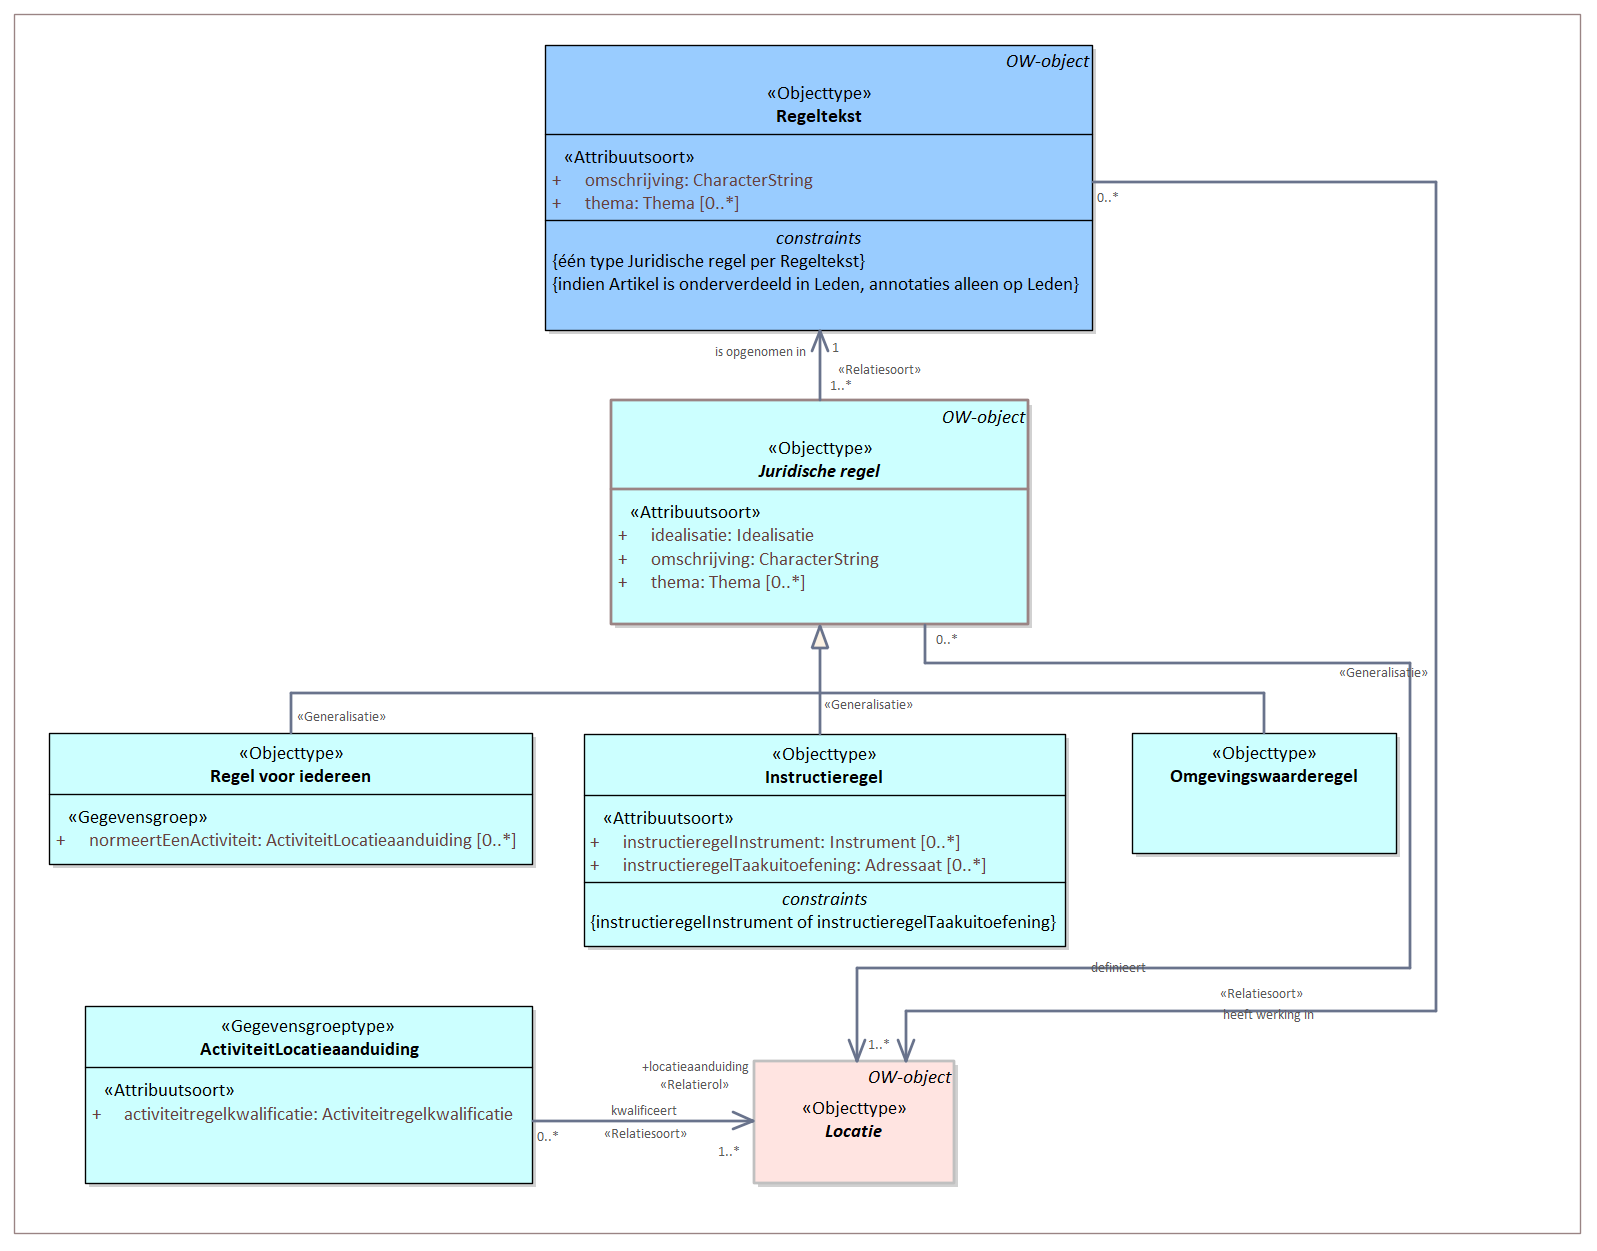 OW-object
«Objecttype»
Regeltekst
«Attribuutsoort»
+ omschrijving: CharacterString
+ thema: Thema [0..*]
constraints
{één type Juridische regel per Regeltekst}
{indien Artikel is onderverdeeld in Leden, annotaties alleen op Leden}
0..*
is opgenomen in
1
«Relatiesoort»
1..*
OW-object
«Objecttype»
Juridische regel
«Attribuutsoort»
+ idealisatie: Idealisatie
+ omschrijving: CharacterString
+ thema: Thema [0..*]
0..*
«Generalisatie»
«Generalisatie»
«Generalisatie»
«Objecttype»
Regel voor iedereen
«Gegevensgroep»
+ normeertEenActiviteit: ActiviteitLocatieaanduiding [0..*]
«Objecttype»
Instructieregel
«Attribuutsoort»
+ instructieregelInstrument: Instrument [0..*]
+ instructieregelTaakuitoefening: Adressaat [0..*]
constraints
{instructieregelInstrument of instructieregelTaakuitoefening}
«Objecttype»
Omgevingswaarderegel
definieert
«Relatiesoort»
heeft werking in
1..*
«Gegevensgroeptype»
ActiviteitLocatieaanduiding
«Attribuutsoort»
+ activiteitregelkwalificatie: Activiteitregelkwalificatie
+locatieaanduiding
«Relatierol»
kwalificeert
0..*
«Relatiesoort»
1..*
OW-object
«Objecttype»
Locatie